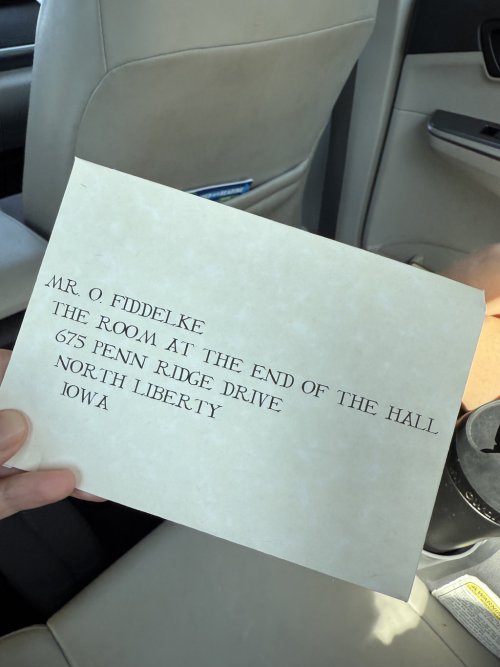 MR. O. FIDDELKE
THE ROOM AT THE END OF THE HALL
675 PENN RIDGE DRIVE
NORTH LIBERTY
IOWA